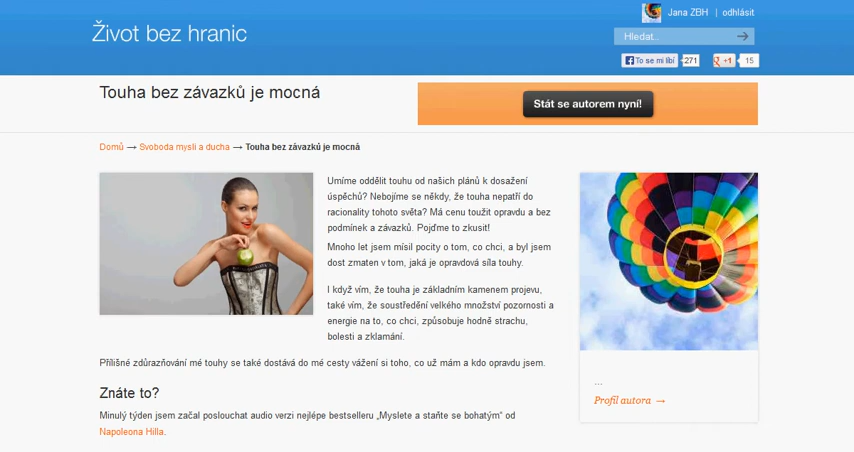 Život bez hranic
Jana ZBH | odhlásit
Hledat..
To se mi líbí 271
+1 15
Touha bez závazků je mocná
Stát se autorem nyní!
Domů → Svoboda mysli a ducha → Touha bez závazků je mocná
Umíme oddělit touhu od našich plánů k dosažení
úspěchů? Nebojíme se někdy, že touha nepatří do
racionality tohoto světa? Má cenu toužit opravdu a bez
podmínek a závazků. Pojďme to zkusit!
Mnoho let jsem mísil pocity o tom, co chci, a byl jsem
dost zmaten v tom, jaká je opravdová síla touhy.
I když vím, že touha je základním kamenem projevu,
také vím, že soustředění velkého množství pozornosti a
energie na to, co chci, způsobuje hodně strachu,
bolesti a zklamání.
Přílišné zdůrazňování mé touhy se také dostává do mé cesty vážení si toho, co už mám a kdo opravdu jsem.
Znáte to?
Minulý týden jsem začal poslouchat audio verzi nejlépe bestselleru „Myslete a staňte se bohatým“ od
Napoleona Hilla.
...
Profil autora →